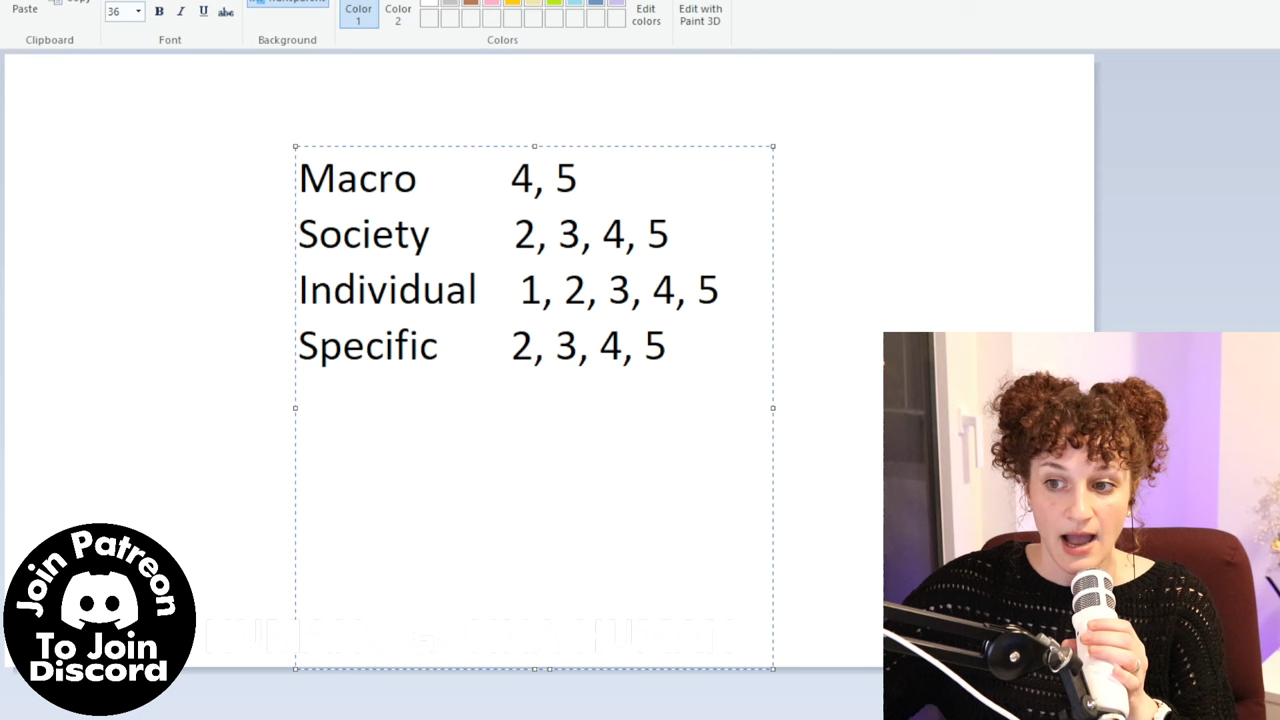 Paste
Copy
36
B I U abc
Transparent
Color 1
Color 2
Edit colors
Edit with Paint 3D
Clipboard
Font
Background
Colors
Macro 4, 5
Society 2, 3, 4, 5
Individual 1, 2, 3, 4, 5
Specific 2, 3, 4, 5
Join Patreon
To Join
Discord